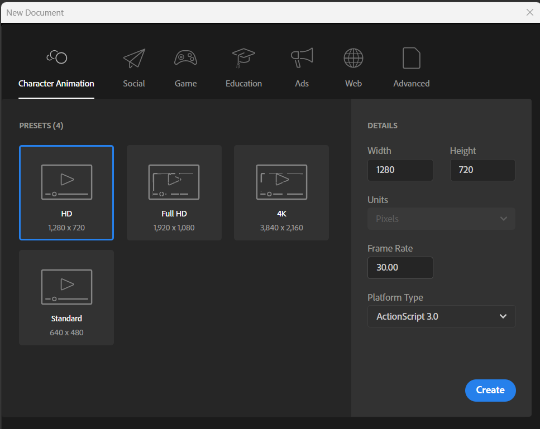 New Document
Character Animation
Social
Game
Education
Ads
Web
Advanced
PRESETS (4)
HD
1,280 x 720
Full HD
1,920 x 1,080
4K
3,840 x 2,160
Standard
640 x 480
DETAILS
Width
Height
1280
720
Units
Pixels
Frame Rate
30.00
Platform Type
ActionScript 3.0
Create